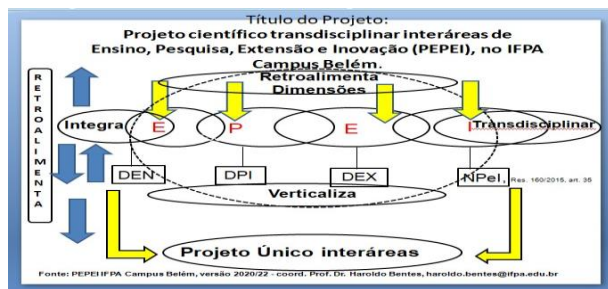 Título do Projeto:
Projeto científico transdisciplinar interáreas de
Ensino, Pesquisa, Extensão e Inovação (PEPEI), no IFPA
Campus Belém.
Retroalimenta
Dimensões
RETROALIMENTA
Integra E P E I Transdisciplinar
DEN DPI DEX NPeI, Res. 160/2015, art. 35
Verticaliza
Projeto Único interáreas
Fonte: PEPEI IFPA Campus Belém, versão 2020/22 - coord. Prof. Dr. Haroldo Bentes, haroldo.bentes@ifpa.edu.br